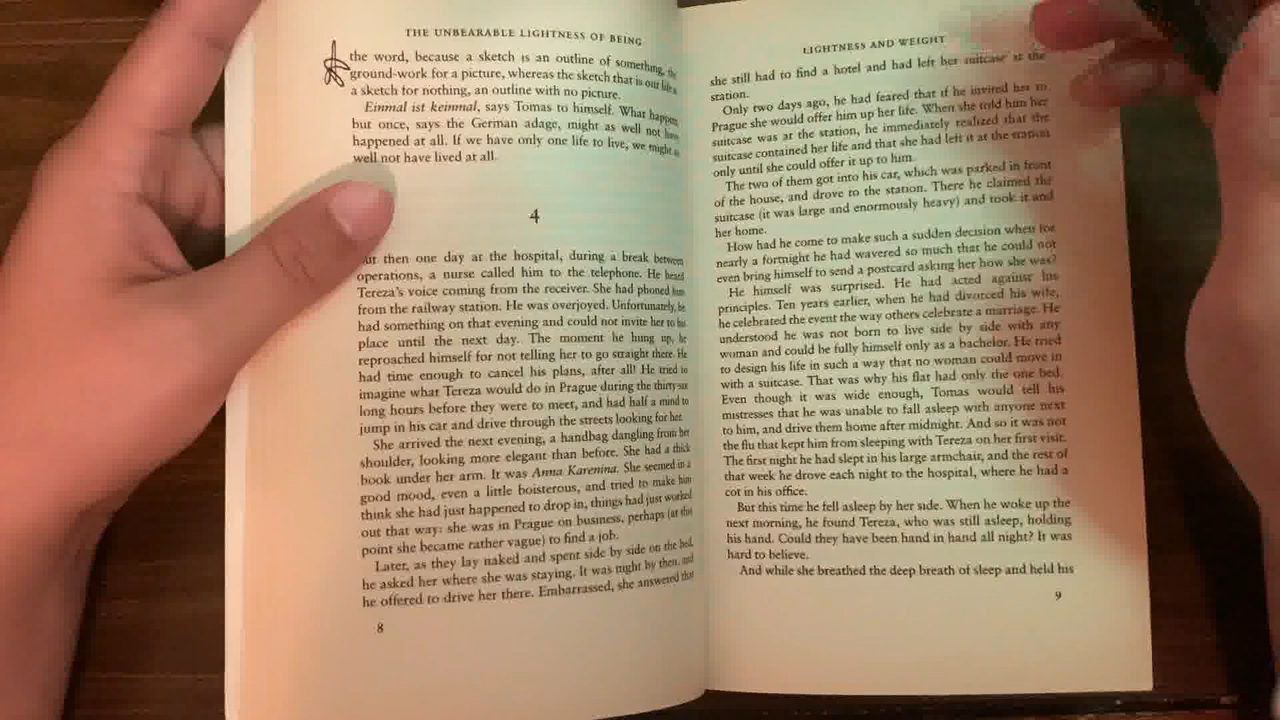 THE UNBEARABLE LIGHTNESS OF BEING
the word, because a sketch is an outline of something, the
ground-work for a picture, whereas the sketch that is our life is
a sketch for nothing, an outline with no picture.
Einmal ist keinmal, says Tomas to himself. What happens
but once, says the German adage, might as well not have
happened at all. If we have only one life to live, we might as
well not have lived at all.
4
But then one day at the hospital, during a break between
operations, a nurse called him to the telephone. He heard
Tereza's voice coming from the receiver. She had phoned him
from the railway station. He was overjoyed. Unfortunately, he
had something on that evening and could not invite her to his
place until the next day. The moment he hung up, he
reproached himself for not telling her to go straight there. He
had time enough to cancel his plans, after all! He tried to
imagine what Tereza would do in Prague during the thirty-six
long hours before they were to meet, and had half a mind to
jump in his car and drive through the streets looking for her.
She arrived the next evening, a handbag dangling from her
shoulder, looking more elegant than before. She had a thick
book under her arm. It was Anna Karenina. She seemed in a
good mood, even a little boisterous, and tried to make him
think she had just happened to drop in, things had just worked
out that way: she was in Prague on business, perhaps (at this
point she became rather vague) to find a job.
Later, as they lay naked and spent side by side on the bed,
he asked her where she was staying. It was night by then, and
he offered to drive her there. Embarrassed, she answered that
8
LIGHTNESS AND WEIGHT
she still had to find a hotel and had left her suitcase at the
station.
Only two days ago, he had feared that if he invited her to
Prague she would offer him up her life. When she told him her
suitcase was at the station, he immediately realized that the
suitcase contained her life and that she had left it at the station
only until she could offer it up to him.
The two of them got into his car, which was parked in front
of the house, and drove to the station. There he claimed the
suitcase (it was large and enormously heavy) and took it and
her home.
How had he come to make such a sudden decision when for
nearly a fortnight he had wavered so much that he could not
even bring himself to send a postcard asking her how she was?
He himself was surprised. He had acted against his
principles. Ten years earlier, when he had divorced his wife,
he celebrated the event the way others celebrate a marriage. He
understood he was not born to live side by side with any
woman and could be fully himself only as a bachelor. He tried
to design his life in such a way that no woman could move in
with a suitcase. That was why his flat had only the one bed.
Even though it was wide enough, Tomas would tell his
mistresses that he was unable to fall asleep with anyone next
to him, and drive them home after midnight. And so it was not
the flu that kept him from sleeping with Tereza on her first visit.
The first night he had slept in his large armchair, and the rest of
that week he drove each night to the hospital, where he had a
cot in his office.
But this time he fell asleep by her side. When he woke up the
next morning, he found Tereza, who was still asleep, holding
his hand. Could they have been hand in hand all night? It was
hard to believe.
And while she breathed the deep breath of sleep and held his
9